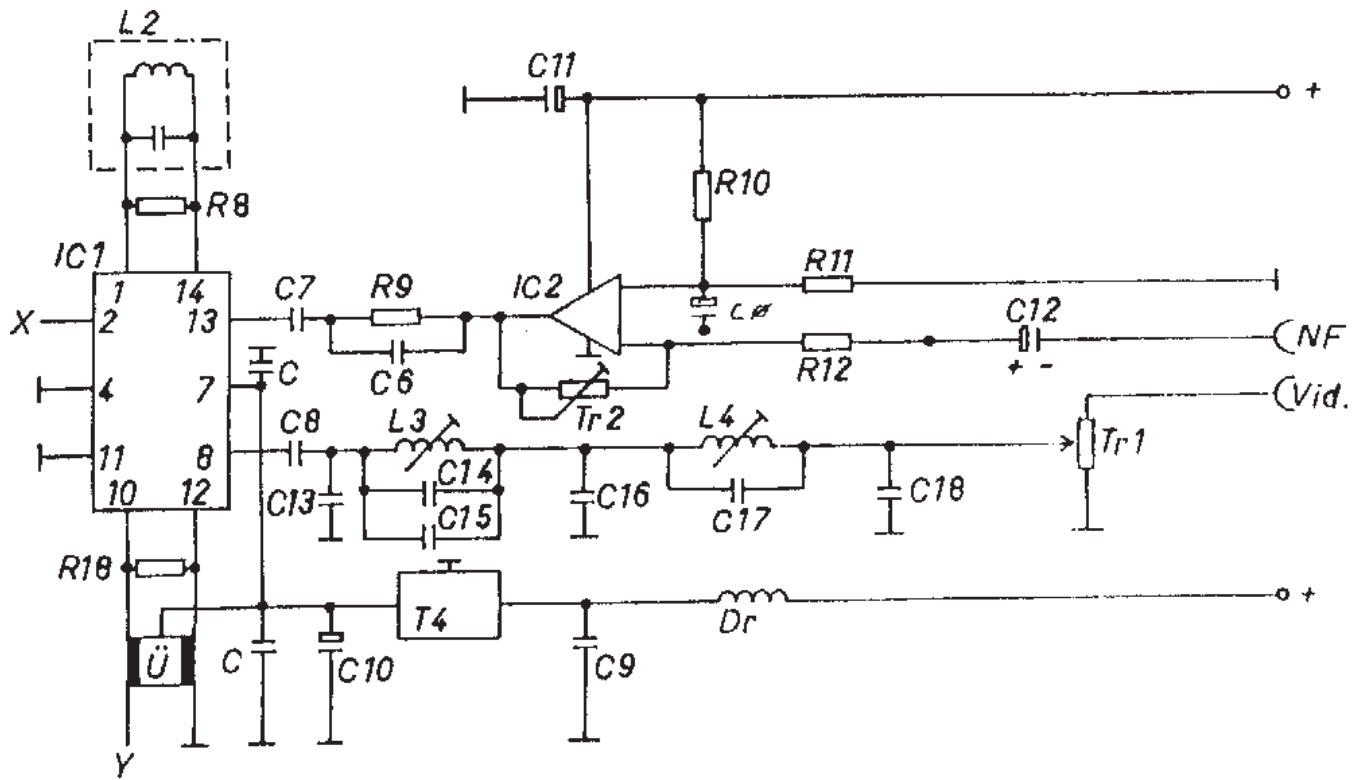 L2
C11
+
R10
R8
IC1
1
14
C7
R9
IC2
R11
C12
X
2
13
CØ
NF
C
C6
R12
+ -
4
7
Tr2
Vid.
C8
L3
L4
Tr1
11
8
C14
10
12
C13
C16
C18
C15
C17
R18
T4
Dr
+
Ü
C
C10
C9
Y